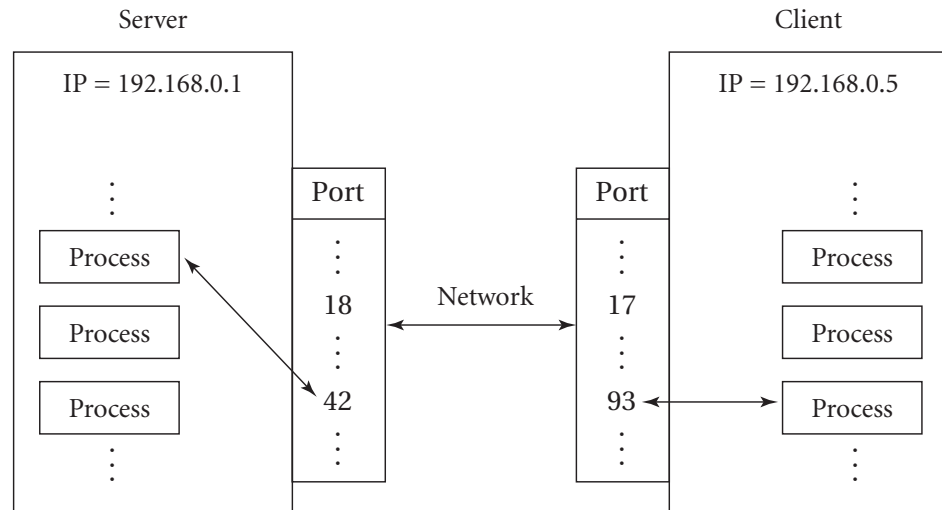 Server
Client
IP = 192.168.0.1
IP = 192.168.0.5
Port
Port
Process
Process
18
Network
17
Process
Process
42
93
Process
Process